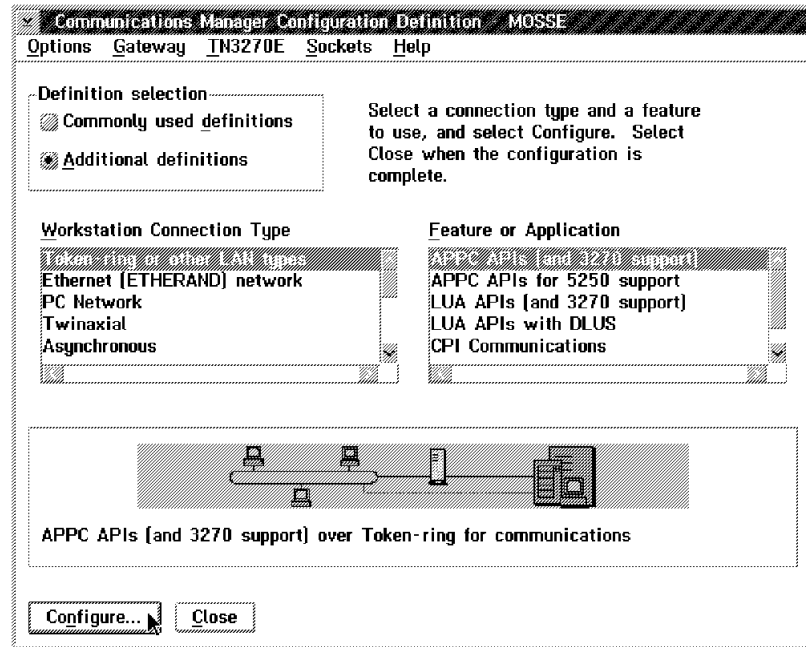 Communications Manager Configuration Definition - MOSSE
Options Gateway TN3270E Sockets Help
Definition selection
Commonly used definitions
Additional definitions
Select a connection type and a feature
to use, and select Configure. Select
Close when the configuration is
complete.
Workstation Connection Type
Token-ring or other LAN types
Ethernet (ETHERAND) network
PC Network
Twinaxial
Asynchronous
Feature or Application
APPC APIs (and 3270 support)
APPC APIs for 5250 support
LUA APIs (and 3270 support)
LUA APIs with DLUS
CPI Communications
APPC APIs (and 3270 support) over Token-ring for communications
Configure...
Close